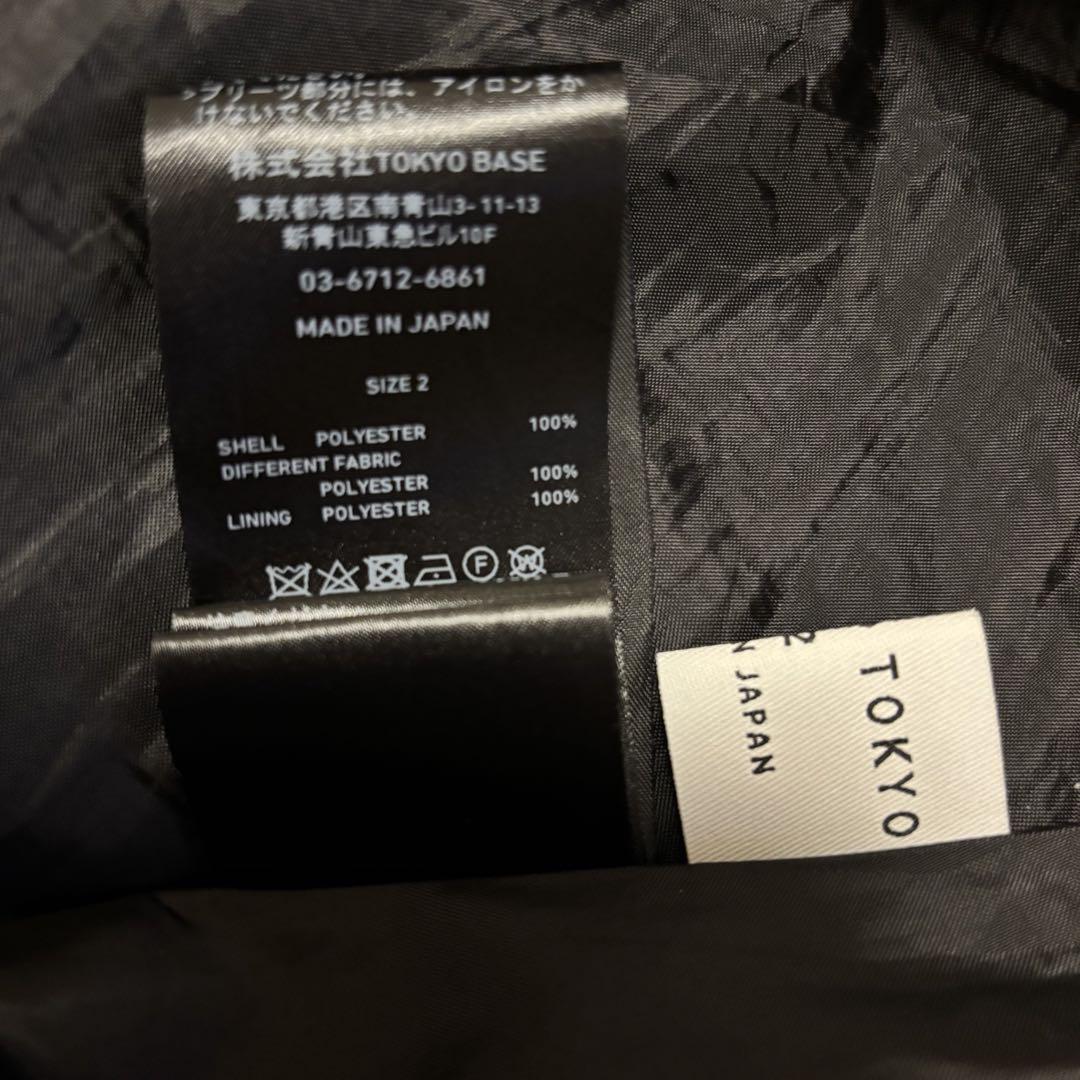 プリーツ部分には、アイロンをか
けないでください。
株式会社TOKYO BASE
東京都港区南青山3-11-13
新青山東急ビル10F
03-6712-6861
MADE IN JAPAN
SIZE 2
SHELL POLYESTER 100%
DIFFERENT FABRIC
POLYESTER 100%
LINING POLYESTER 100%
F
W
TOKYO
2
N JAPAN